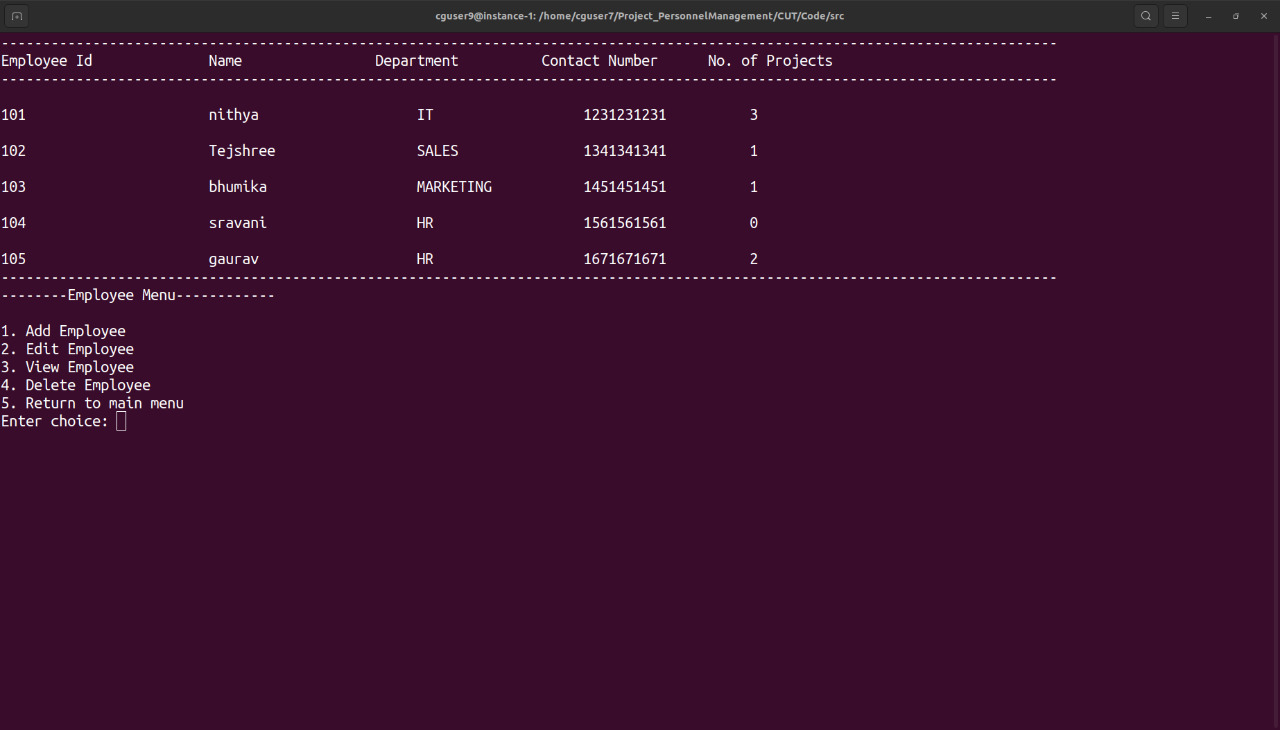 cguser9@instance-1: /home/cguser7/Project_PersonnelManagement/CUT/Code/src
-------------------------------------------------------------------------------------------------------------------------------
Employee Id              Name                Department          Contact Number      No. of Projects
-------------------------------------------------------------------------------------------------------------------------------
101                      nithya                   IT                  1231231231          3
102                      Tejshree                 SALES               1341341341          1
103                      bhumika                  MARKETING           1451451451          1
104                      sravani                  HR                  1561561561          0
105                      gaurav                   HR                  1671671671          2
-------------------------------------------------------------------------------------------------------------------------------
--------Employee Menu------------
1. Add Employee
2. Edit Employee
3. View Employee
4. Delete Employee
5. Return to main menu
Enter choice: